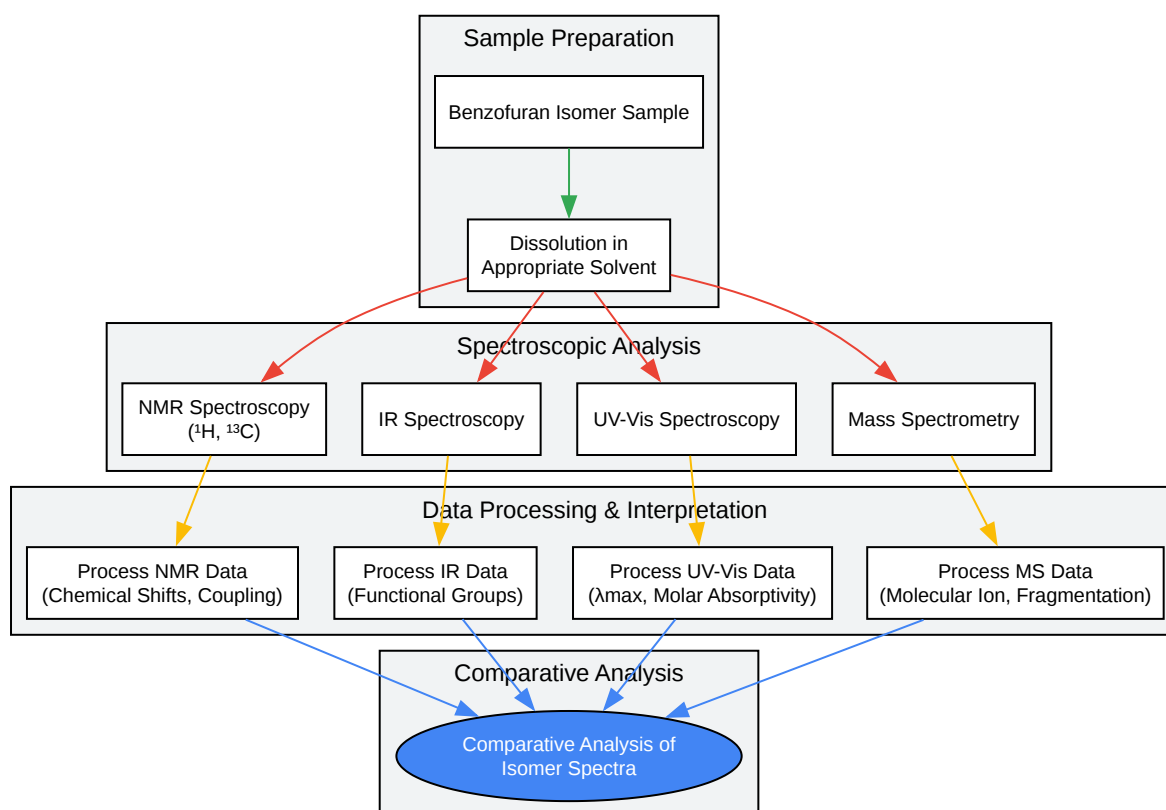 Sample Preparation
Benzofuran Isomer Sample
Dissolution in
Appropriate Solvent
Spectroscopic Analysis
NMR Spectroscopy
(¹H, ¹³C)
IR Spectroscopy
UV-Vis Spectroscopy
Mass Spectrometry
Data Processing & Interpretation
Process NMR Data
(Chemical Shifts, Coupling)
Process IR Data
(Functional Groups)
Process UV-Vis Data
(λmax, Molar Absorptivity)
Process MS Data
(Molecular Ion, Fragmentation)
Comparative Analysis
Comparative Analysis of
Isomer Spectra